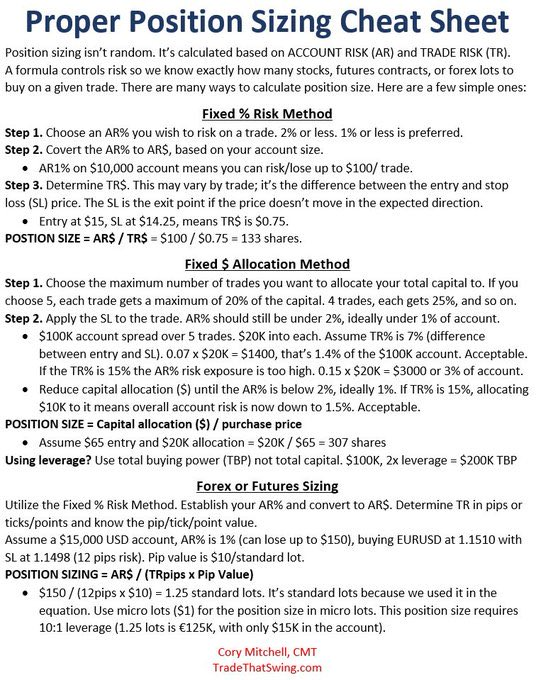 Proper Position Sizing Cheat Sheet
Position sizing isn't random. It's calculated based on ACCOUNT RISK (AR) and TRADE RISK (TR).
A formula controls risk so we know exactly how many stocks, futures contracts, or forex lots to
buy on a given trade. There are many ways to calculate position size. Here are a few simple ones:
Fixed % Risk Method
Step 1. Choose an AR% you wish to risk on a trade. 2% or less. 1% or less is preferred.
Step 2. Covert the AR% to AR$, based on your account size.
• AR1% on $10,000 account means you can risk/lose up to $100/ trade.
Step 3. Determine TR$. This may vary by trade; it's the difference between the entry and stop
loss (SL) price. The SL is the exit point if the price doesn't move in the expected direction.
• Entry at $15, SL at $14.25, means TR$ is $0.75.
POSTION SIZE = AR$ / TR$ = $100 / $0.75 = 133 shares.
Fixed $ Allocation Method
Step 1. Choose the maximum number of trades you want to allocate your total capital to. If you
choose 5, each trade gets a maximum of 20% of the capital. 4 trades, each gets 25%, and so on.
Step 2. Apply the SL to the trade. AR% should still be under 2%, ideally under 1% of account.
• $100K account spread over 5 trades. $20K into each. Assume TR% is 7% (difference
between entry and SL). 0.07 x $20K = $1400, that's 1.4% of the $100K account. Acceptable.
If the TR% is 15% the AR% risk exposure is too high. 0.15 x $20K = $3000 or 3% of account.
• Reduce capital allocation ($) until the AR% is below 2%, ideally 1%. If TR% is 15%, allocating
$10K to it means overall account risk is now down to 1.5%. Acceptable.
POSITION SIZE = Capital allocation ($) / purchase price
• Assume $65 entry and $20K allocation = $20K / $65 = 307 shares
Using leverage? Use total buying power (TBP) not total capital. $100K, 2x leverage = $200K TBP
Forex or Futures Sizing
Utilize the Fixed % Risk Method. Establish your AR% and convert to AR$. Determine TR in pips or
ticks/points and know the pip/tick/point value.
Assume a $15,000 USD account, AR% is 1% (can lose up to $150), buying EURUSD at 1.1510 with
SL at 1.1498 (12 pips risk). Pip value is $10/standard lot.
POSITION SIZING = AR$ / (TRpips x Pip Value)
• $150 / (12pips x $10) = 1.25 standard lots. It's standard lots because we used it in the
equation. Use micro lots ($1) for the position size in micro lots. This position size requires
10:1 leverage (1.25 lots is €125K, with only $15K in the account).
Cory Mitchell, CMT
TradeThatSwing.com